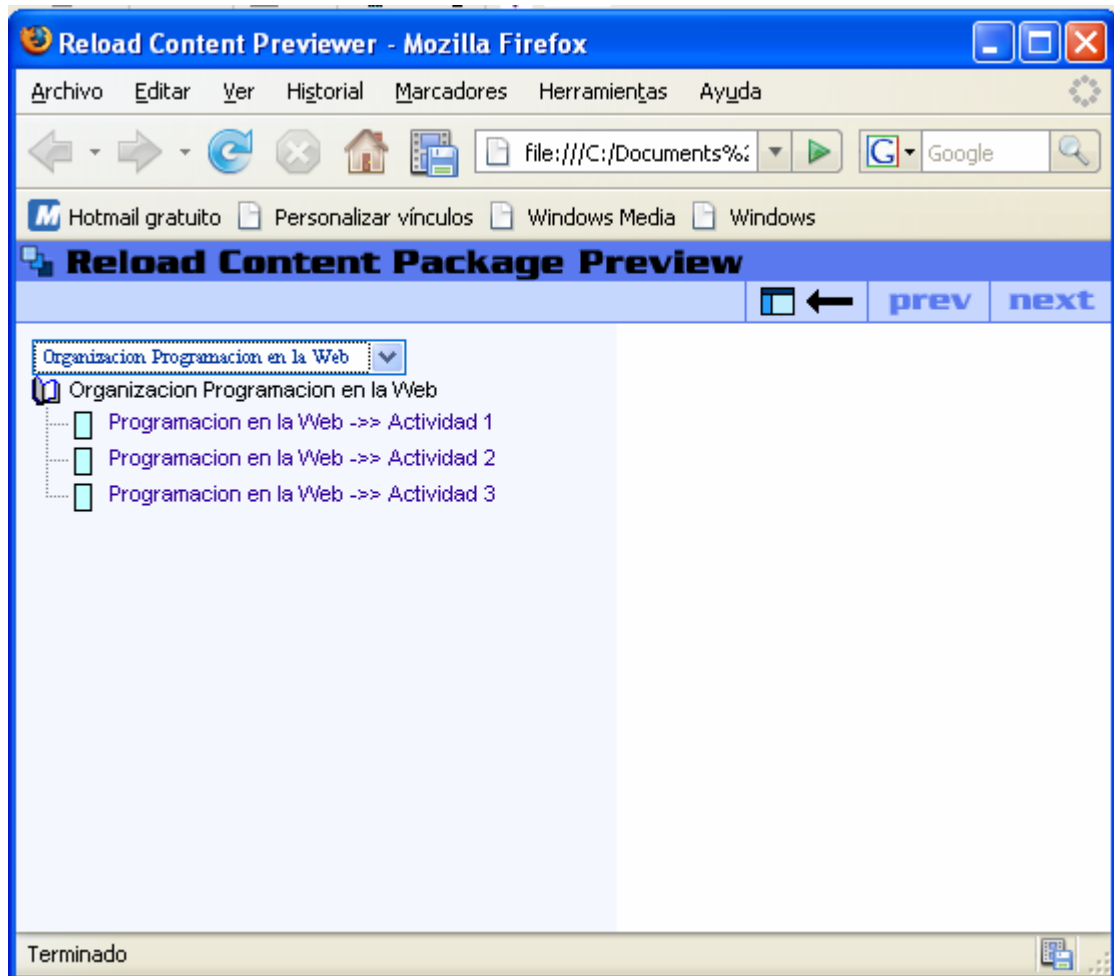 Reload Content Previewer - Mozilla Firefox
Archivo Editar Ver Historial Marcadores Herramientas Ayuda
file:///C:/Documents%2 G Google
M Hotmail gratuito Personalizar vínculos Windows Media Windows
Reload Content Package Preview
prev next
Organizacion Programacion en la Web
Organizacion Programacion en la Web
Programacion en la Web ->> Actividad 1
Programacion en la Web ->> Actividad 2
Programacion en la Web ->> Actividad 3
Terminado